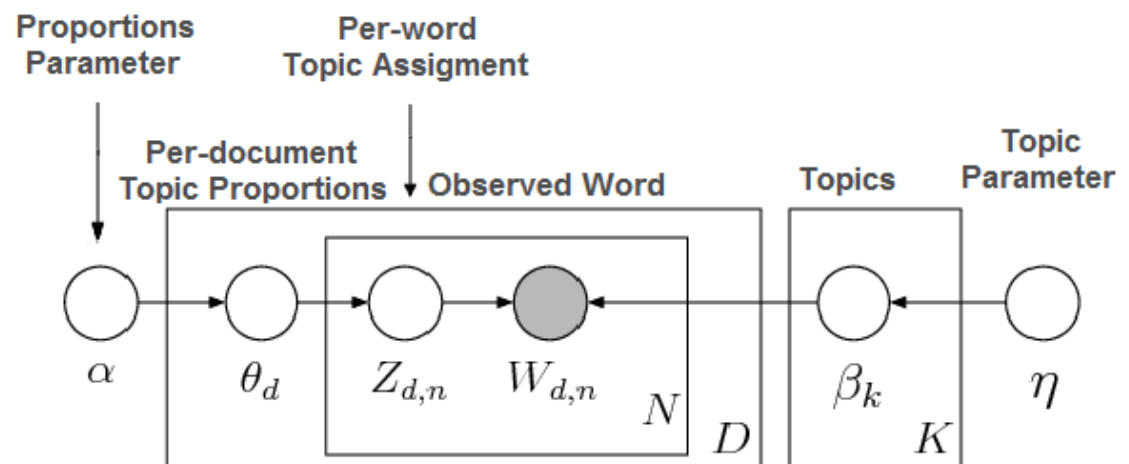 Proportions
Parameter
Per-word
Topic Assigment
Per-document
Topic Proportions
Observed Word
Topics
Topic
Parameter
α
θ_d
Z_{d,n}
W_{d,n}
N
D
β_k
K
η